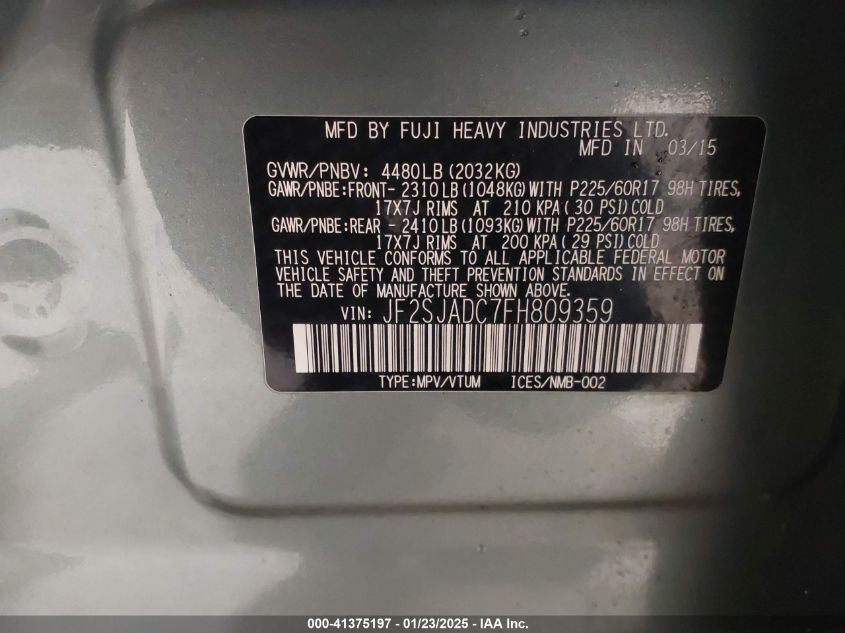 MFD BY FUJI HEAVY INDUSTRIES LTD.
MFD IN 03/15
GVWR/PNBV: 4480LB(2032KG)
GAWR/PNBE:FRONT- 2310LB(1048KG)WITH P225/60R17 98H TIRES,
17X7J RIMS AT 210 KPA(30 PSI)COLD
GAWR/PNBE:REAR - 2410LB(1093KG)WITH P225/60R17 98H TIRES,
17X7J RIMS AT 200 KPA(29 PSI)COLD
THIS VEHICLE CONFORMS TO ALL APPLICABLE FEDERAL MOTOR
VEHICLE SAFETY AND THEFT PREVENTION STANDARDS IN EFFECT ON
THE DATE OF MANUFACTURE SHOWN ABOVE.
VIN: JF2SJADC7FH809359
TYPE:MPV/VTUM ICES/NMB-002
000-41375197 - 01/23/2025 - IAA Inc.